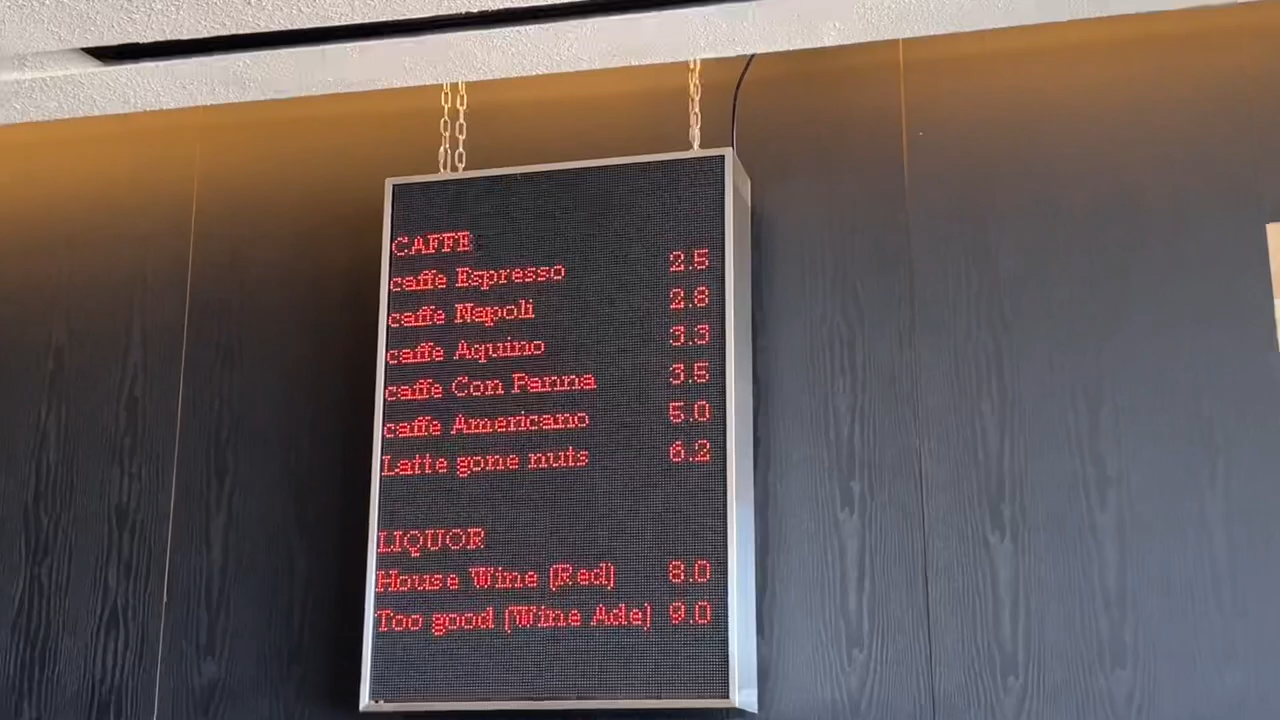 CAFFE
caffe Espresso 2.5
caffe Napoli 2.8
caffe Aquino 3.3
caffe Con Panna 3.5
caffe Americano 5.0
Latte gone nuts 6.2
LIQUOR
House Wine (Red) 8.0
Too good (Wine Ade) 9.0